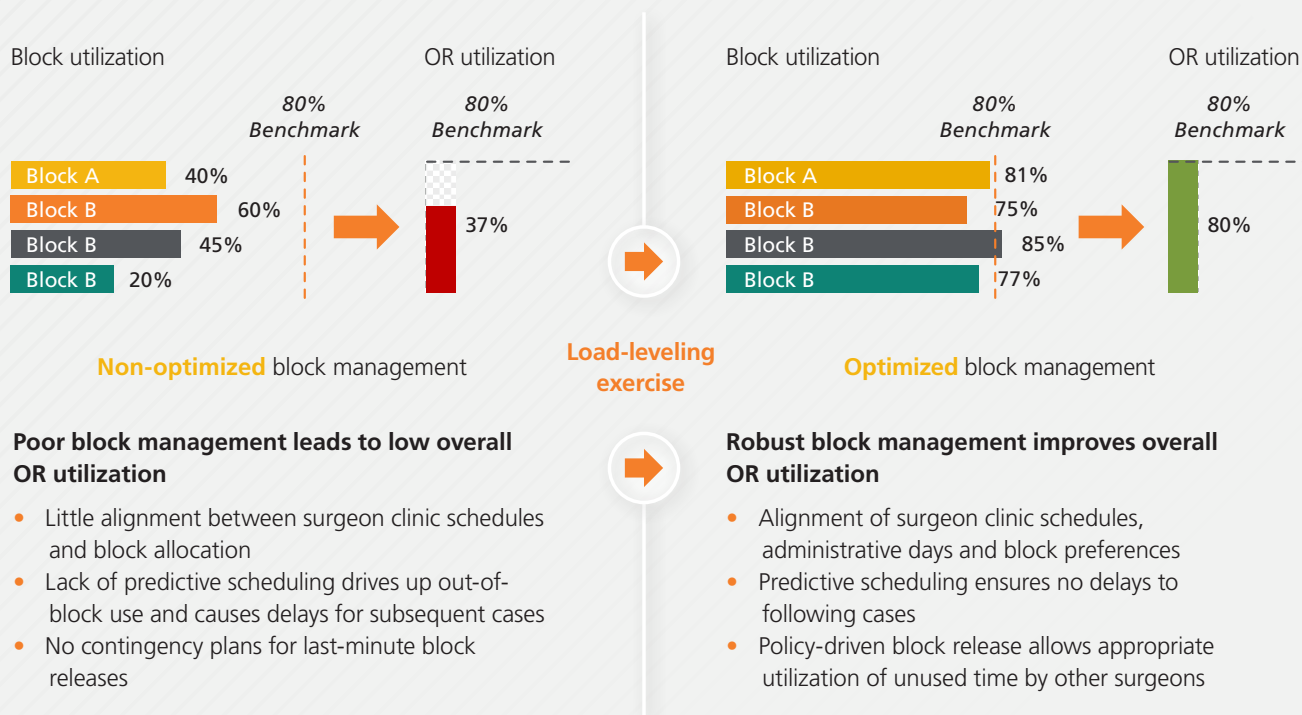 Block utilization
OR utilization
80%
Benchmark
80%
Benchmark
Block A
40%
Block B
60%
Block B
45%
Block B
20%
37%
Non-optimized block management
Poor block management leads to low overall
OR utilization
• Little alignment between surgeon clinic schedules
and block allocation
• Lack of predictive scheduling drives up out-of-
block use and causes delays for subsequent cases
• No contingency plans for last-minute block
releases
Load-leveling
exercise
Block utilization
OR utilization
80%
Benchmark
80%
Benchmark
Block A
81%
Block B
75%
Block B
85%
Block B
77%
80%
Optimized block management
Robust block management improves overall
OR utilization
• Alignment of surgeon clinic schedules,
administrative days and block preferences
• Predictive scheduling ensures no delays to
following cases
• Policy-driven block release allows appropriate
utilization of unused time by other surgeons